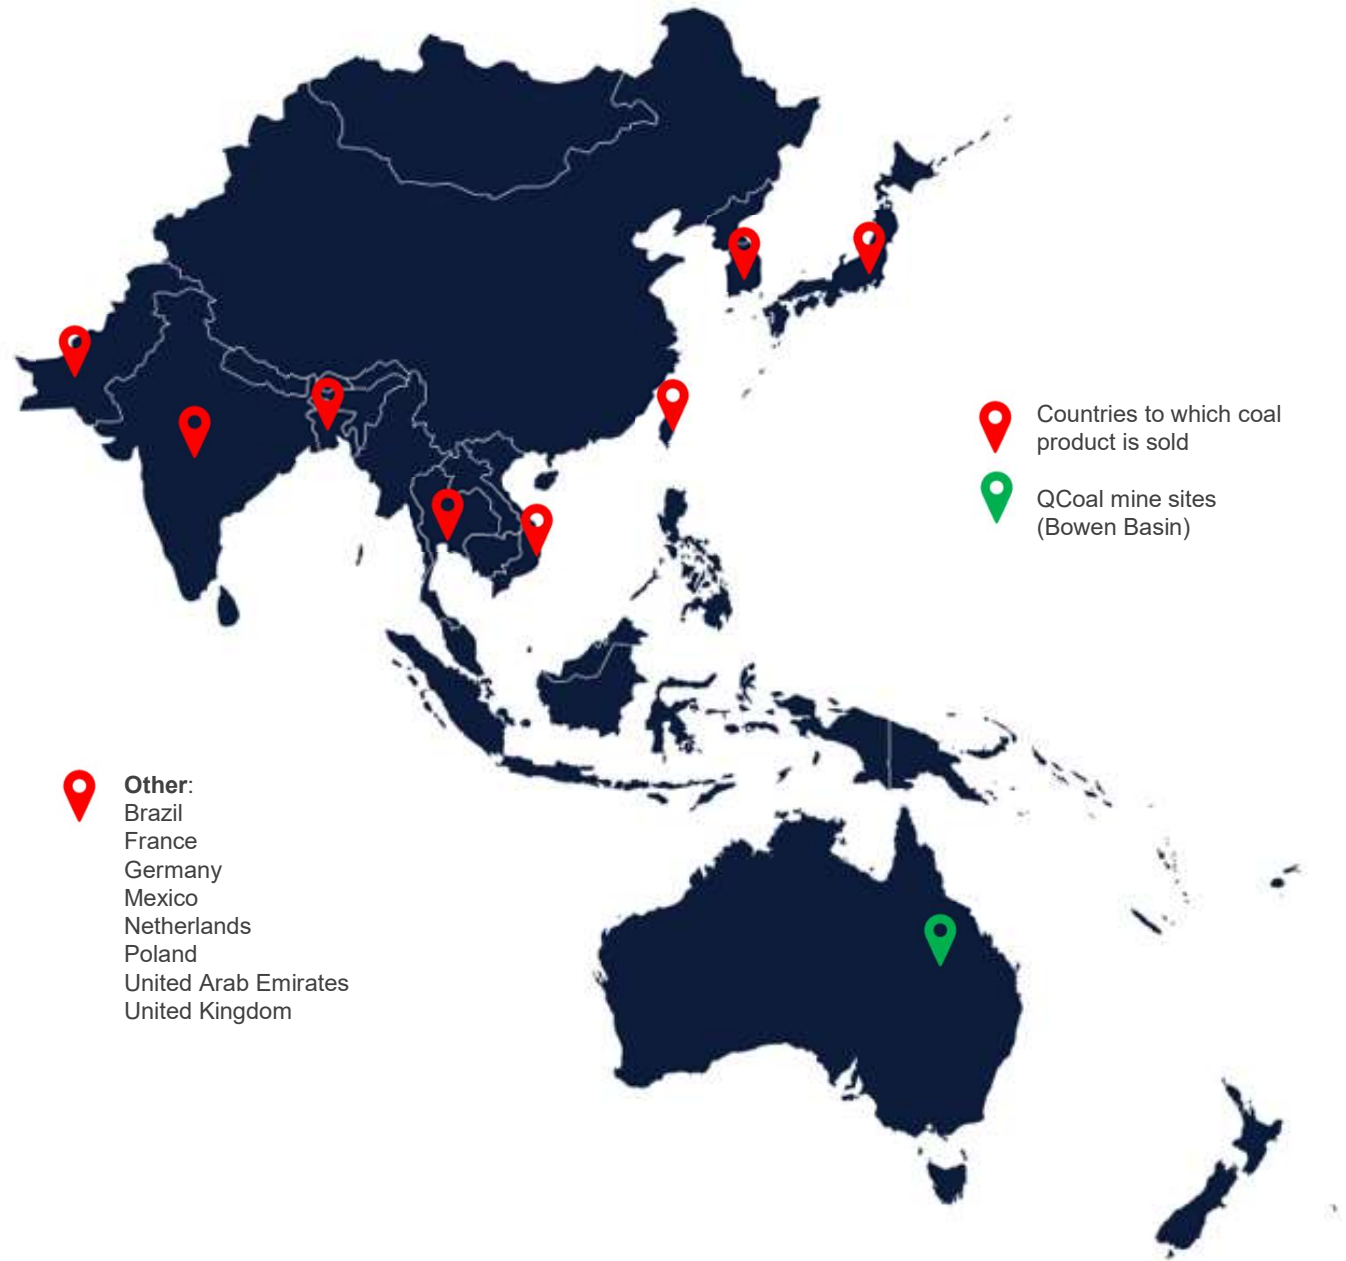 Countries to which coal
product is sold
QCoal mine sites
(Bowen Basin)
Other:
Brazil
France
Germany
Mexico
Netherlands
Poland
United Arab Emirates
United Kingdom